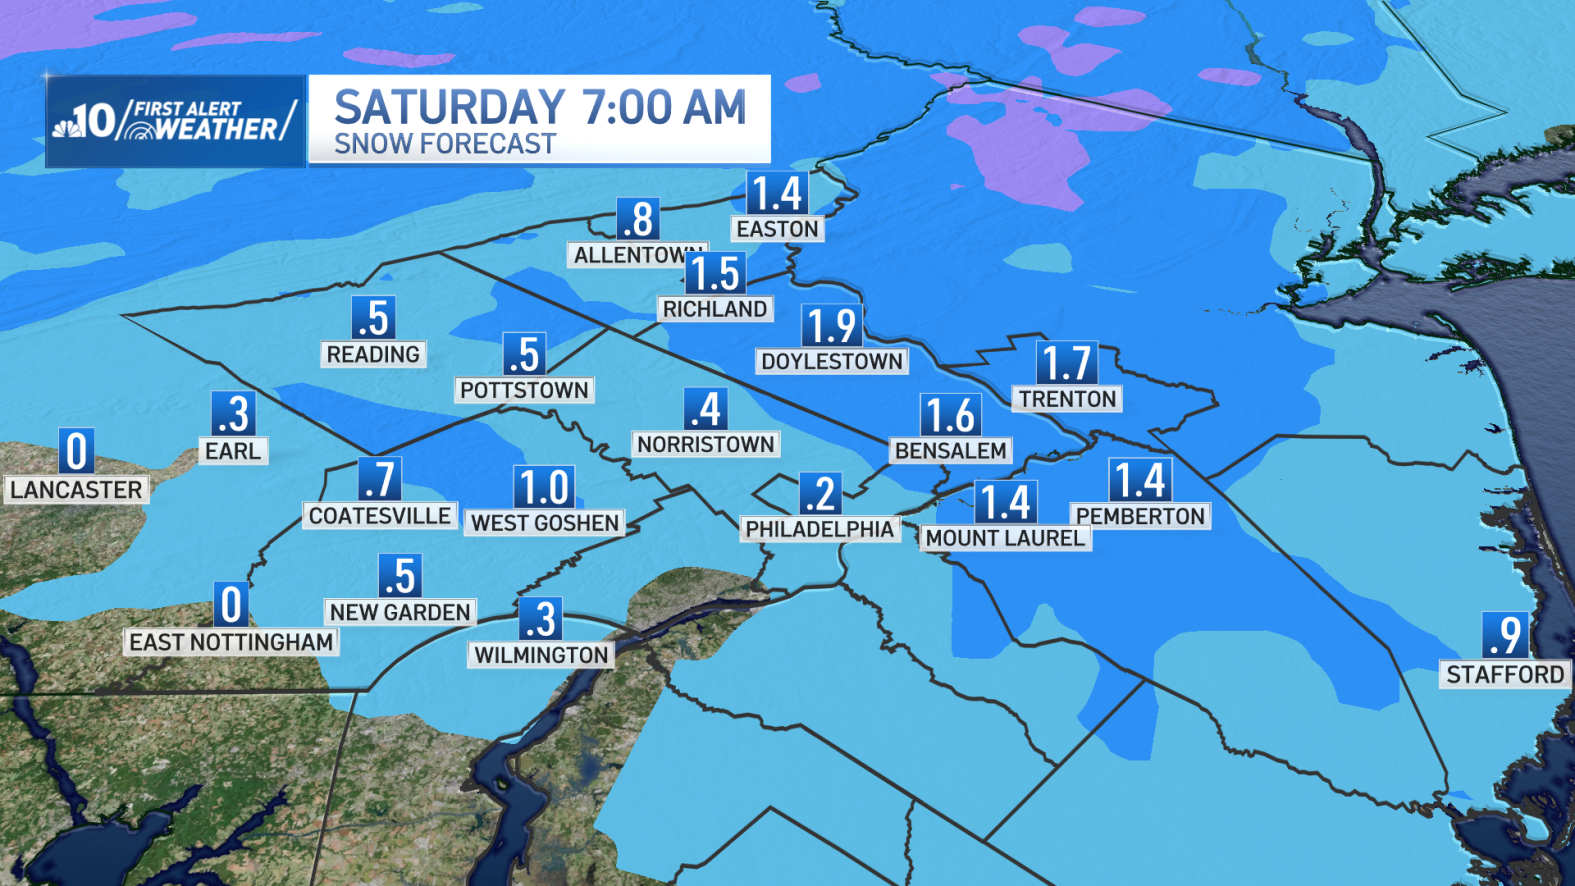 10 FIRST ALERT WEATHER
SATURDAY 7:00 AM
SNOW FORECAST
1.4
EASTON
.8
ALLENTOWN
1.5
RICHLAND
.5
READING
1.9
DOYLESTOWN
.5
POTTSTOWN
1.7
TRENTON
.3
EARL
.4
NORRISTOWN
1.6
BENSALEM
0
LANCASTER
.7
COATESVILLE
1.0
WEST GOSHEN
.2
PHILADELPHIA
1.4
MOUNT LAUREL
1.4
PEMBERTON
.5
NEW GARDEN
0
EAST NOTTINGHAM
.3
WILMINGTON
.9
STAFFORD